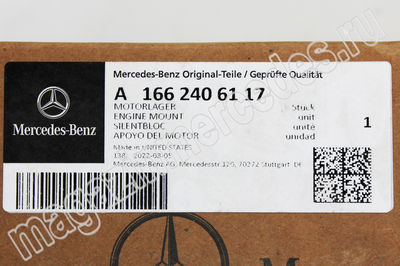 Mercedes-Benz Original-Teile / Geprüfte Qualität
A 166 240 61 17
MOTORLAGER Stück
ENGINE MOUNT unit
SILENTBLOC unité
APOYO DEL MOTOR unidad
1
Mercedes-Benz
Made in UNITED STATES
138 2022-03-05
Mercedes-Benz AG, Mercedesstr.120, 70372 Stuttgart DE